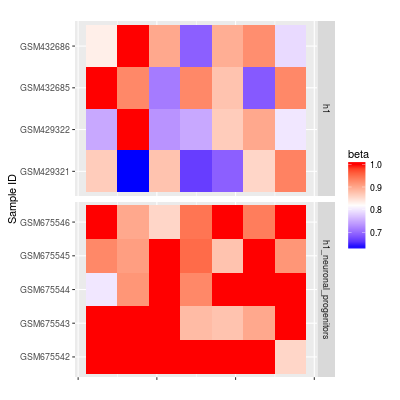 Sample ID
GSM432686
GSM432685
GSM429322
GSM429321
h1
GSM675546
GSM675545
GSM675544
GSM675543
GSM675542
h1_neuronal_progenitors
beta
1.0
0.9
0.8
0.7